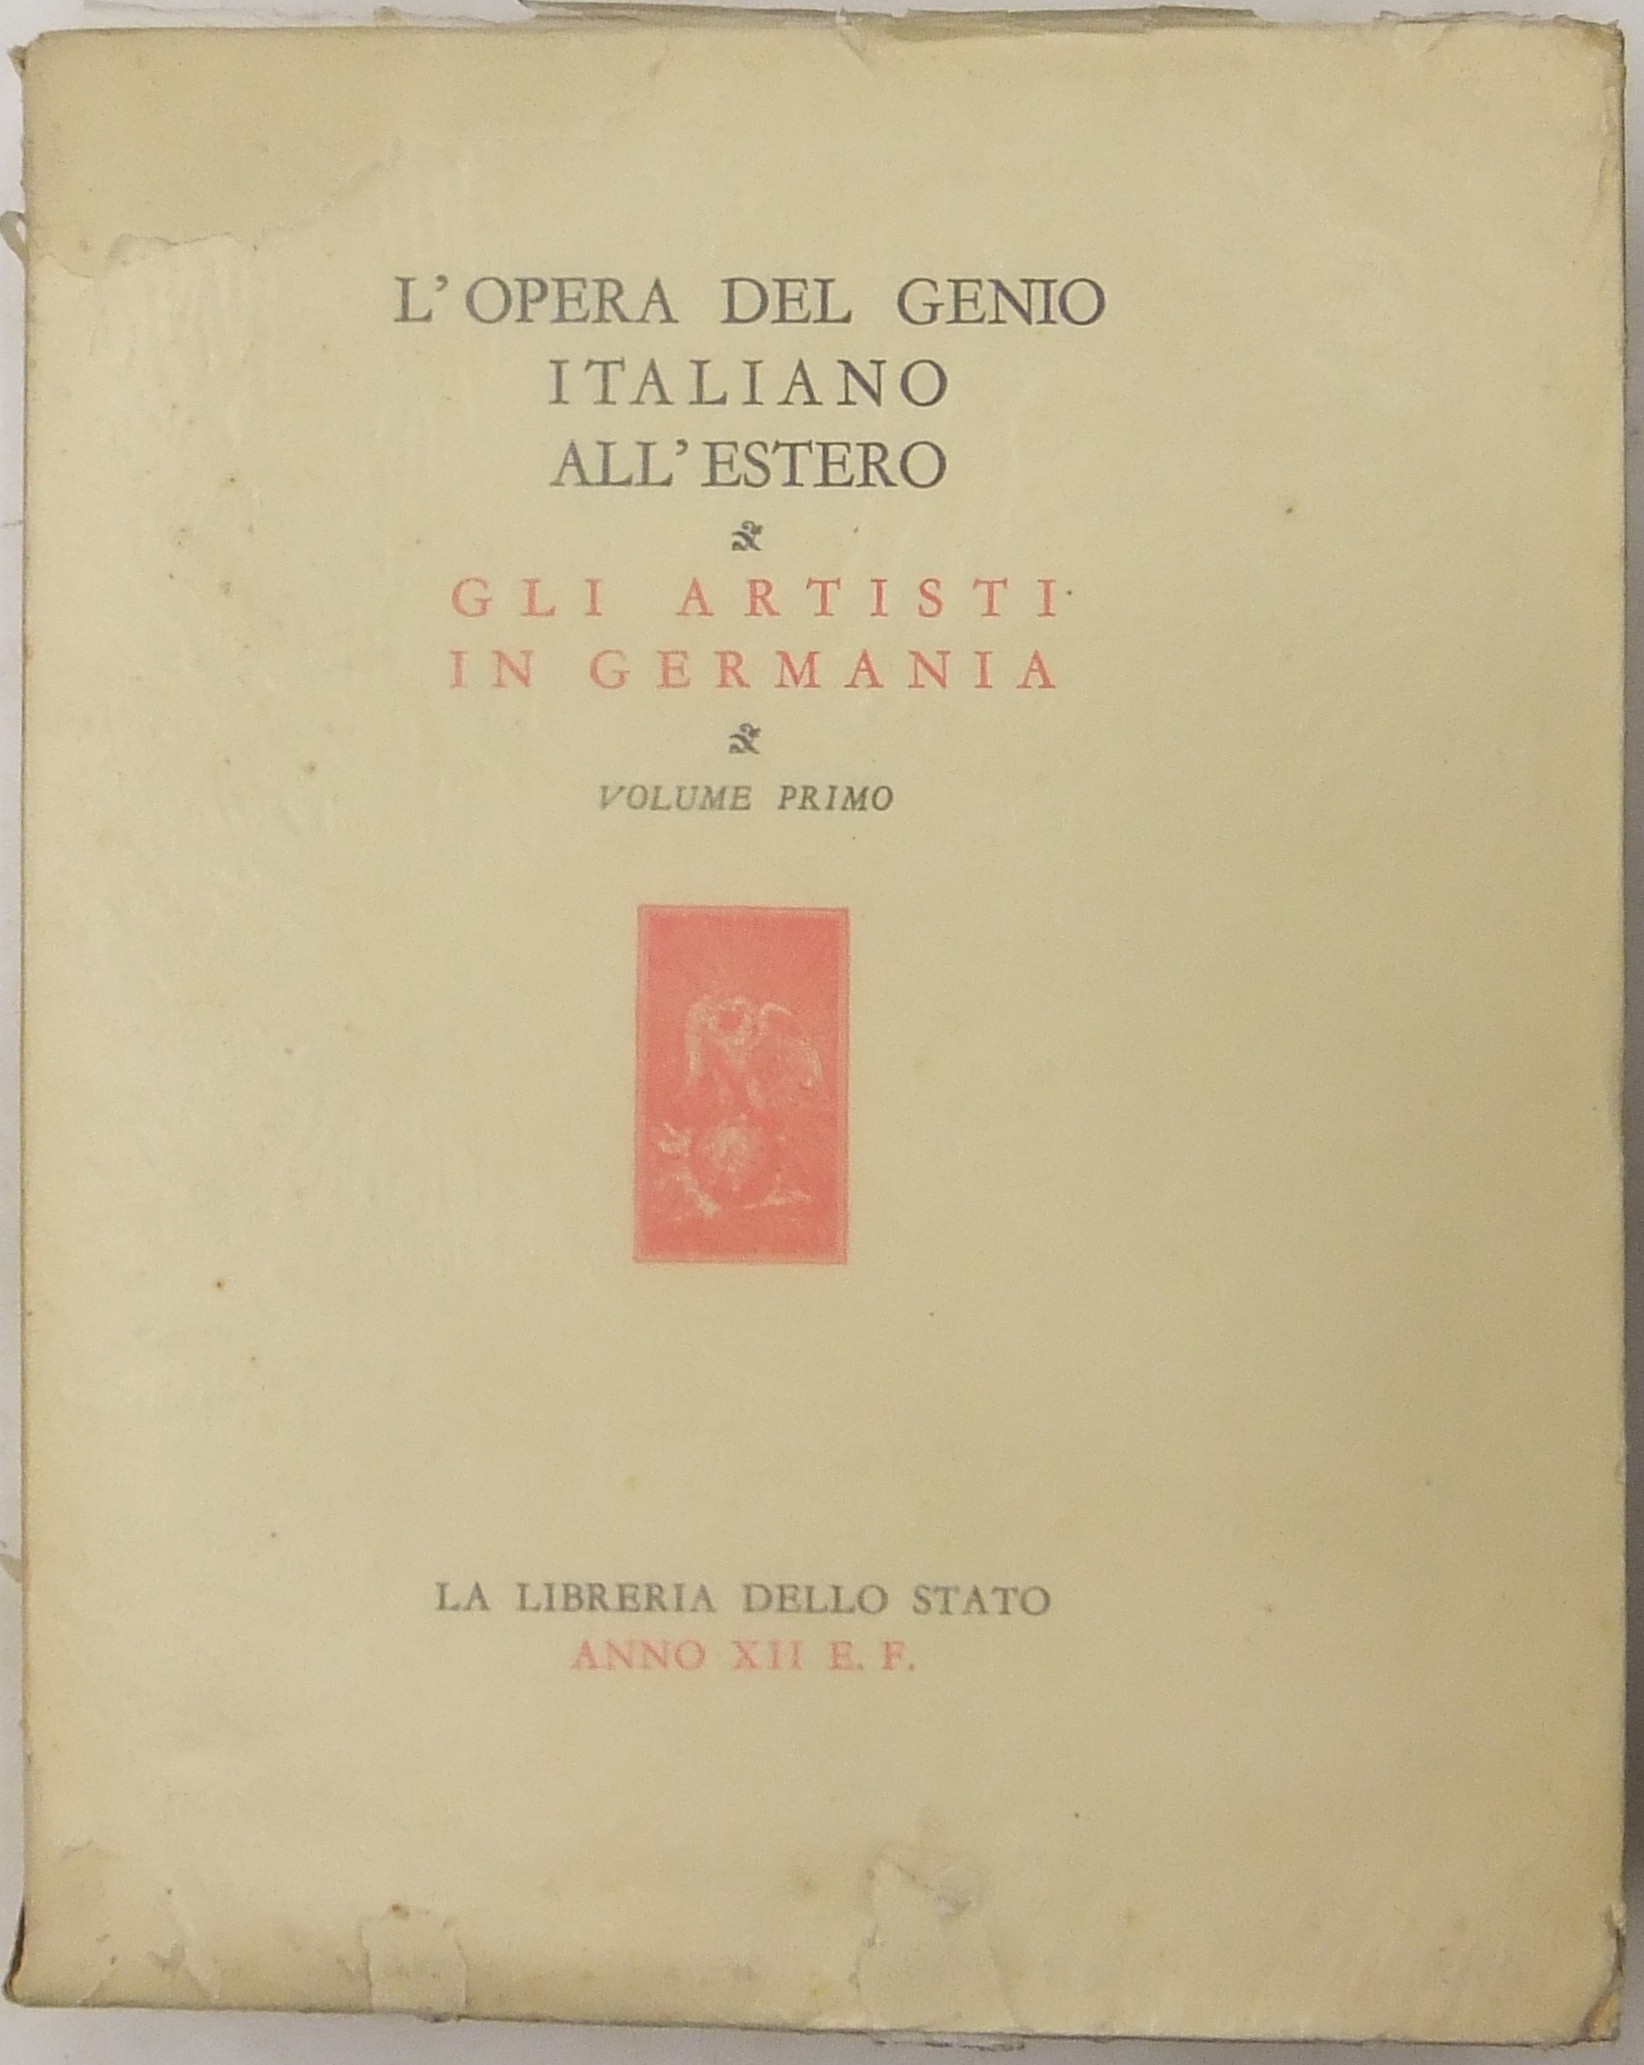 L'OPERA DEL GENIO
ITALIANO
ALL'ESTERO
GLI ARTISTI
IN GERMANIA
VOLUME PRIMO
LA LIBRERIA DELLO STATO
ANNO XII E. F.